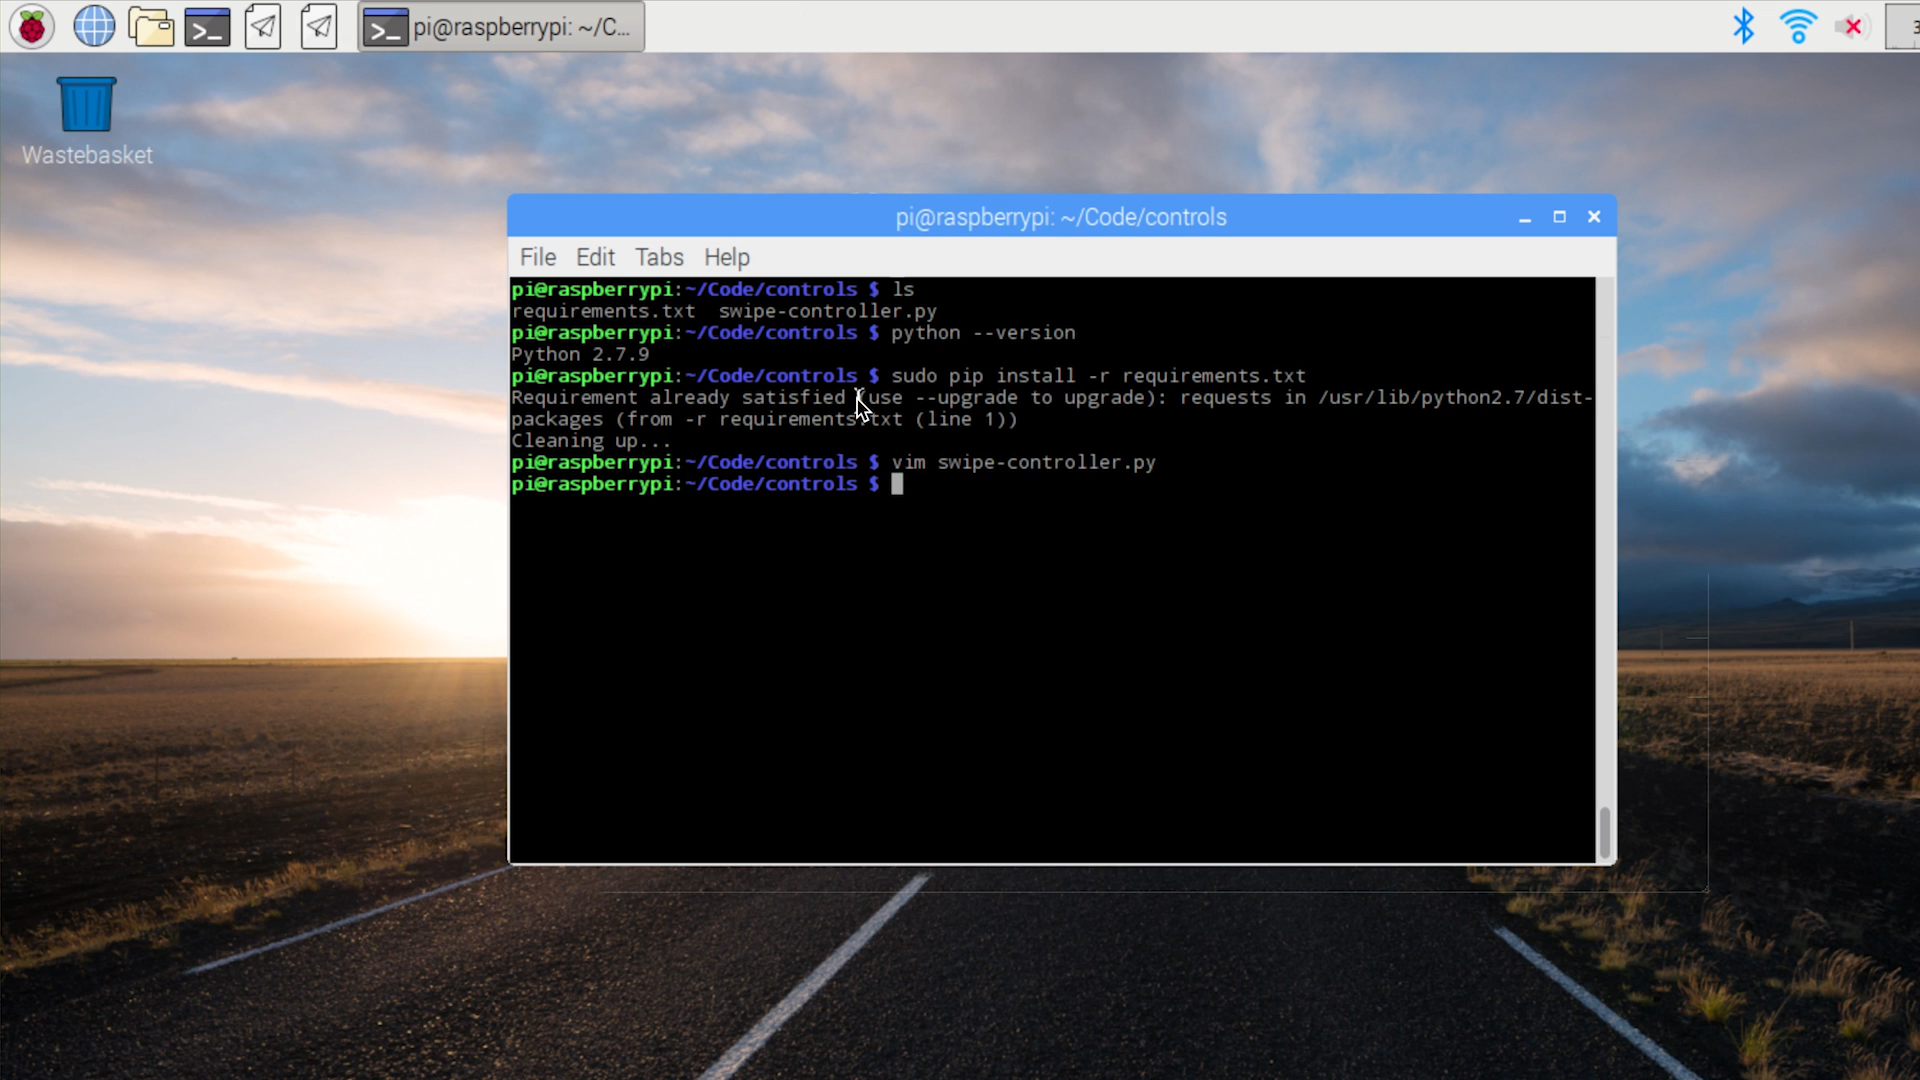 pi@raspberrypi: ~/C...
Wastebasket
pi@raspberrypi: ~/Code/controls
File Edit Tabs Help
pi@raspberrypi:~/Code/controls $ ls
requirements.txt  swipe-controller.py
pi@raspberrypi:~/Code/controls $ python --version
Python 2.7.9
pi@raspberrypi:~/Code/controls $ sudo pip install -r requirements.txt
Requirement already satisfied (use --upgrade to upgrade): requests in /usr/lib/python2.7/dist-
packages (from -r requirements.txt (line 1))
Cleaning up...
pi@raspberrypi:~/Code/controls $ vim swipe-controller.py
pi@raspberrypi:~/Code/controls $